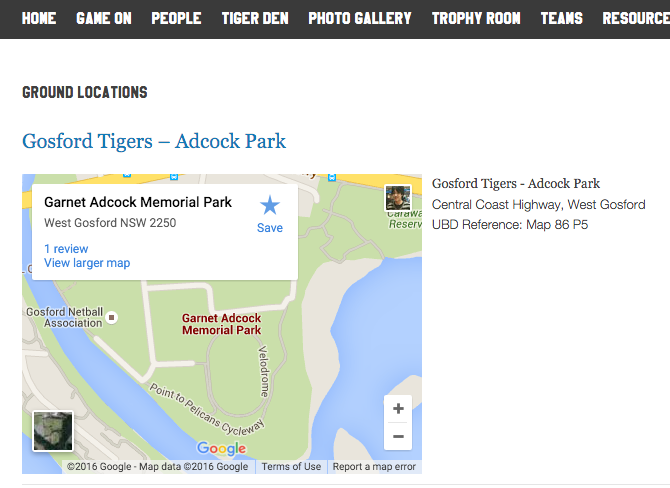 HOME GAME ON PEOPLE TIGER DEN PHOTO GALLERY TROPHY ROOM TEAMS RESOURCE
GROUND LOCATIONS
Gosford Tigers – Adcock Park
Garnet Adcock Memorial Park
West Gosford NSW 2250
1 review
View larger map
Save
Carawa
Reserv
Gosford Netball
Association
Garnet Adcock
Memorial Park
Velodrome
Point to Pelicans Cycleway
Google
©2016 Google - Map data ©2016 Google
Terms of Use
Report a map error
Gosford Tigers - Adcock Park
Central Coast Highway, West Gosford
UBD Reference: Map 86 P5